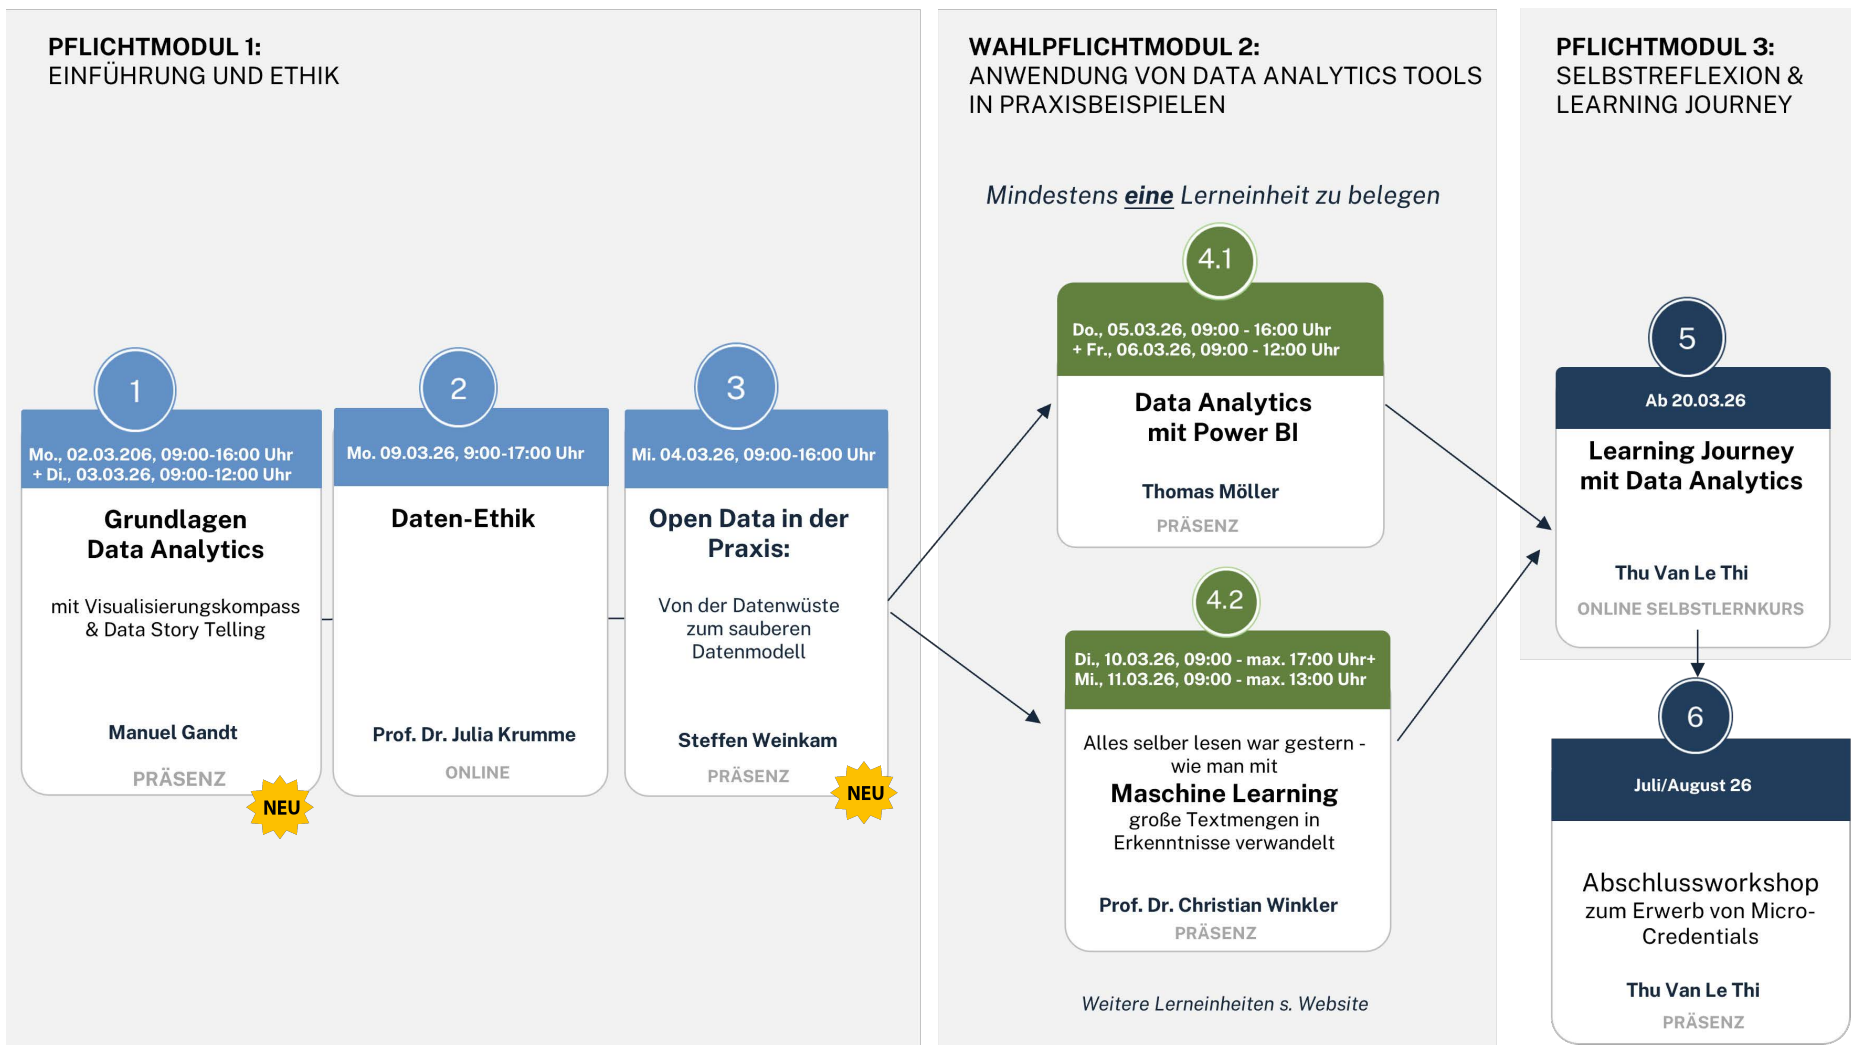 PFLICHTMODUL 1:
EINFÜHRUNG UND ETHIK
1
Mo., 02.03.206, 09:00-16:00 Uhr
+ Di., 03.03.26, 09:00-12:00 Uhr
Grundlagen
Data Analytics
mit Visualisierungskompass
& Data Story Telling
Manuel Gandt
PRÄSENZ
NEU
2
Mo. 09.03.26, 9:00-17:00 Uhr
Daten-Ethik
Prof. Dr. Julia Krumme
ONLINE
3
Mi. 04.03.26, 09:00-16:00 Uhr
Open Data in der
Praxis:
Von der Datenwüste
zum sauberen
Datenmodell
Steffen Weinkam
PRÄSENZ
NEU
WAHLPFLICHTMODUL 2:
ANWENDUNG VON DATA ANALYTICS TOOLS
IN PRAXISBEISPIELEN
Mindestens eine Lerneinheit zu belegen
4.1
Do., 05.03.26, 09:00 - 16:00 Uhr
+ Fr., 06.03.26, 09:00 - 12:00 Uhr
Data Analytics
mit Power BI
Thomas Möller
PRÄSENZ
4.2
Di., 10.03.26, 09:00 - max. 17:00 Uhr+
Mi., 11.03.26, 09:00 - max. 13:00 Uhr
Alles selber lesen war gestern -
wie man mit
Maschine Learning
große Textmengen in
Erkenntnisse verwandelt
Prof. Dr. Christian Winkler
PRÄSENZ
Weitere Lerneinheiten s. Website
PFLICHTMODUL 3:
SELBSTREFLEXION &
LEARNING JOURNEY
5
Ab 20.03.26
Learning Journey
mit Data Analytics
Thu Van Le Thi
ONLINE SELBSTLERNKURS
6
Juli/August 26
Abschlussworkshop
zum Erwerb von Micro-
Credentials
Thu Van Le Thi
PRÄSENZ